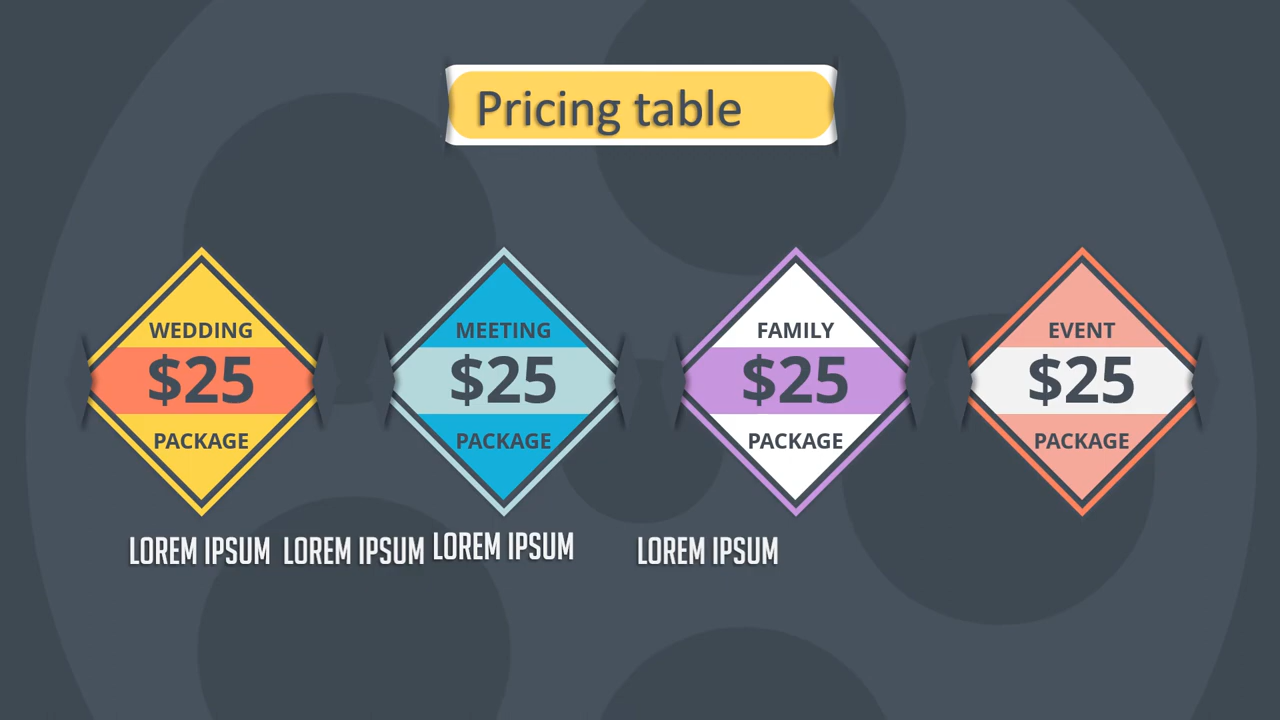 Pricing table
WEDDING
$25
PACKAGE
MEETING
$25
PACKAGE
FAMILY
$25
PACKAGE
EVENT
$25
PACKAGE
LOREM IPSUM
LOREM IPSUM
LOREM IPSUM
LOREM IPSUM